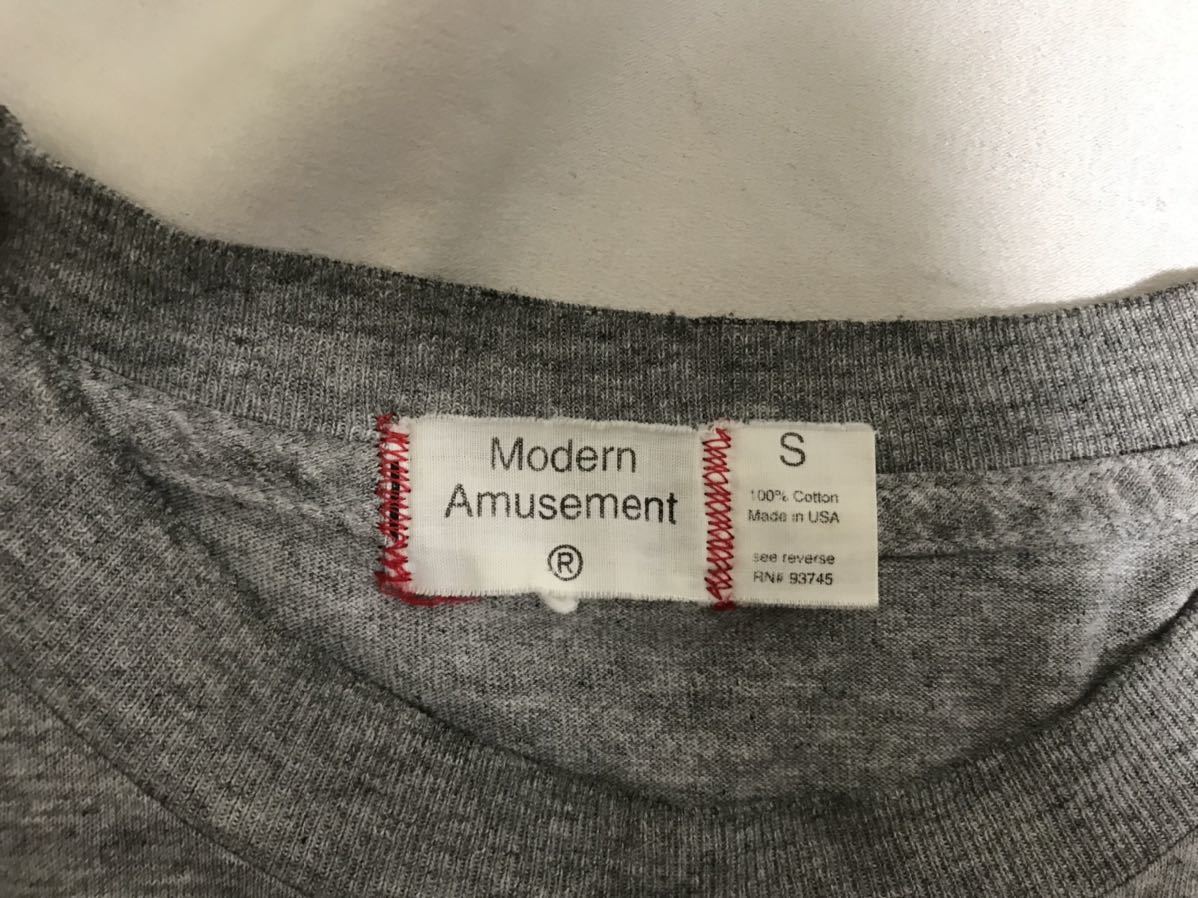 Modern
Amusement
®
S
100% Cotton
Made in USA
see reverse
RN# 93745